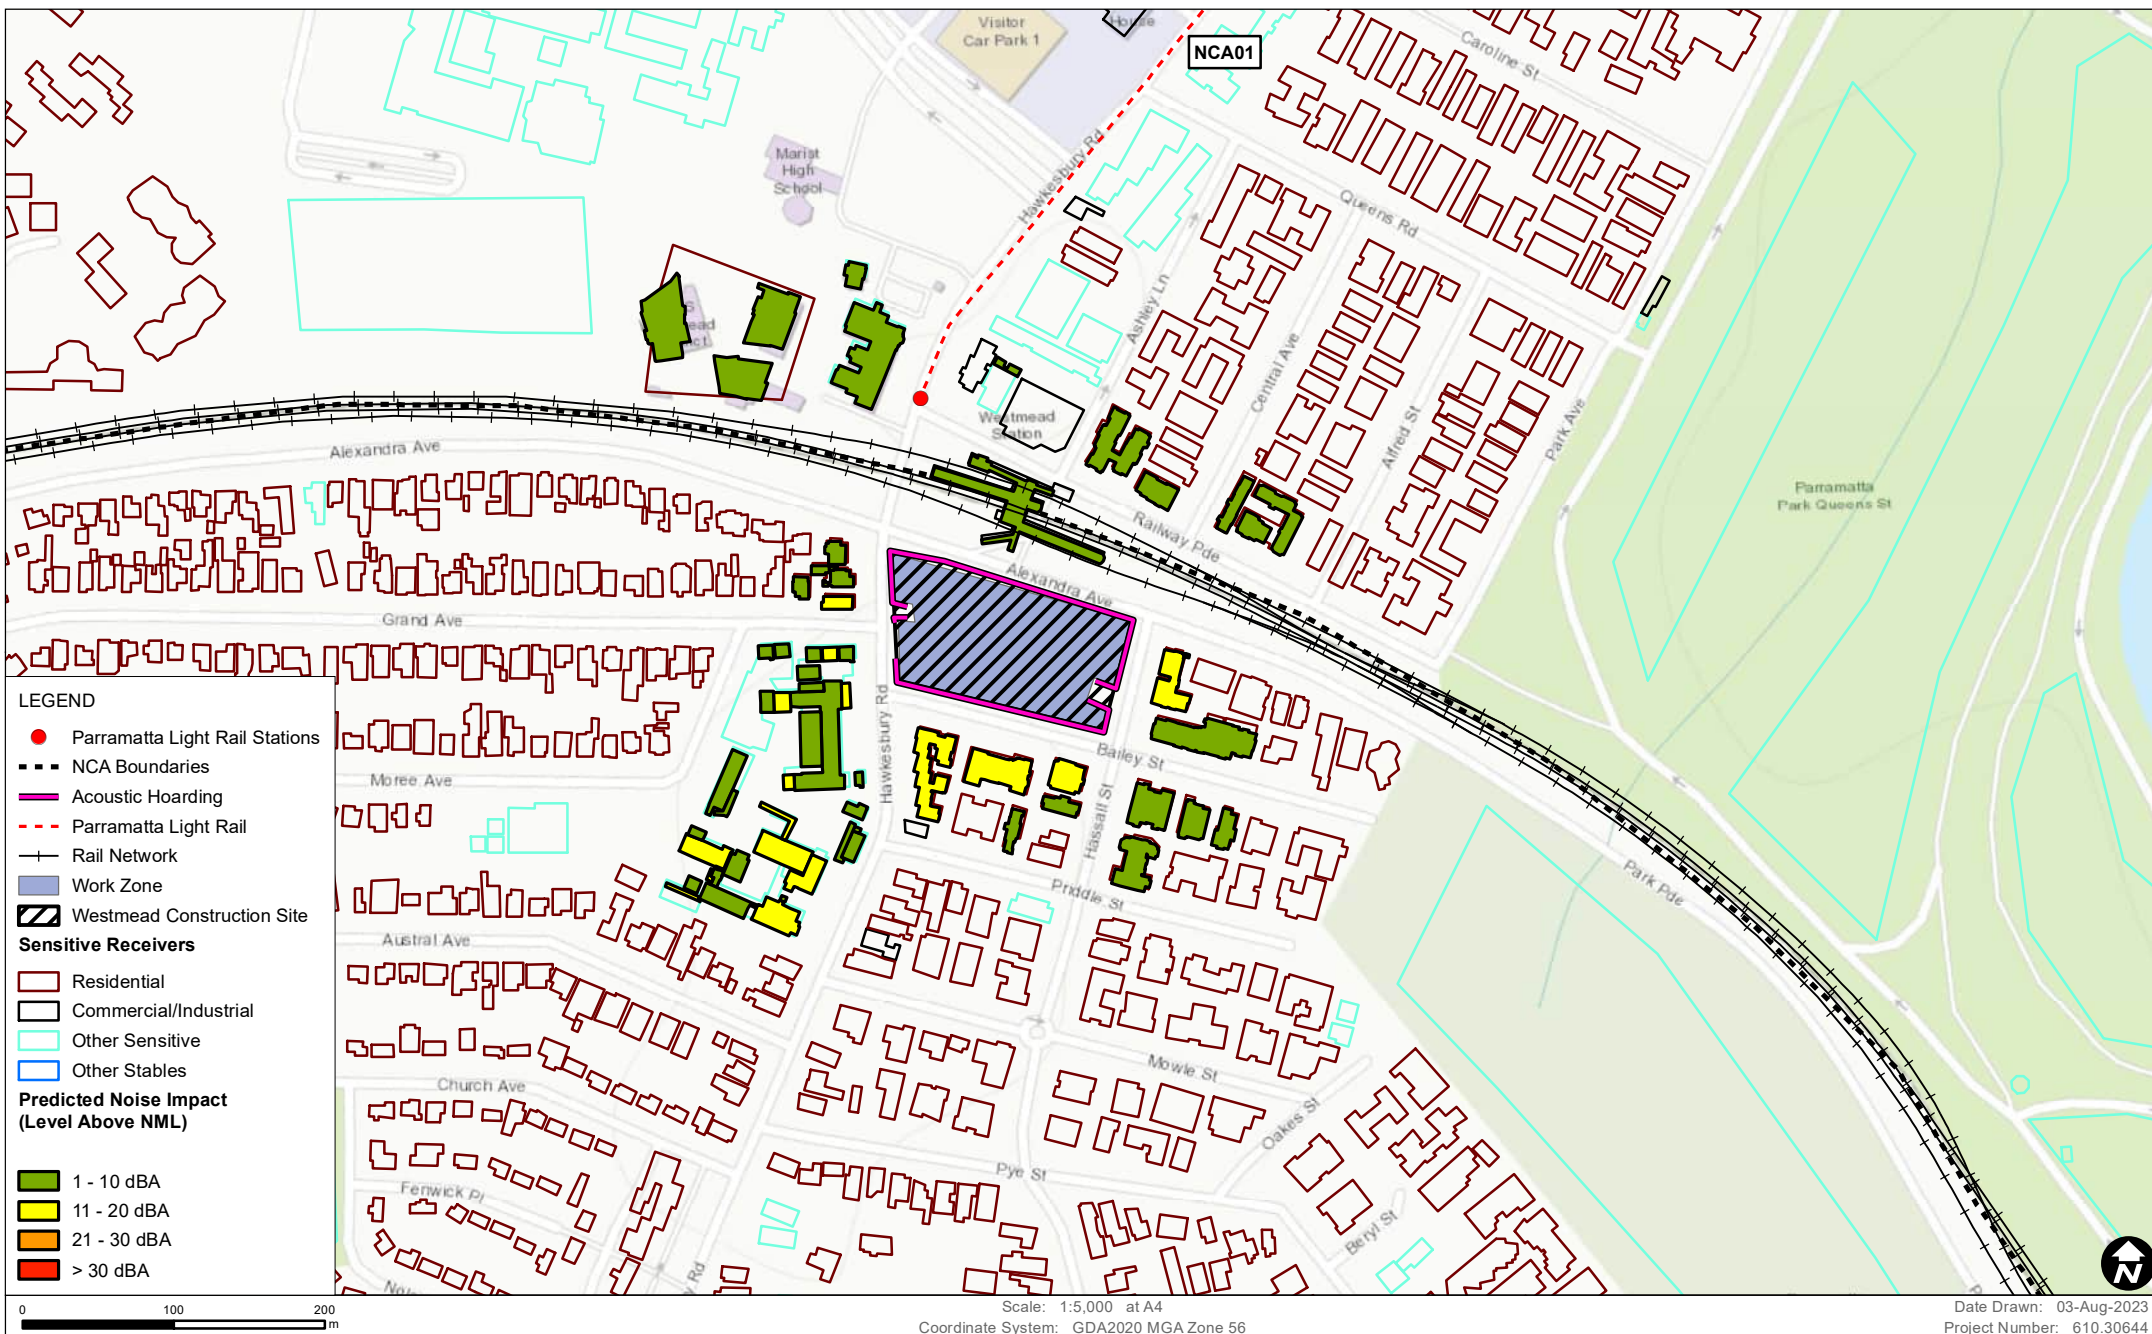 Visitor
Car Park 1
House
NCA01
Caroline St
Marist
High
School
Hawkesbury Rd
Queens Rd
Ashley Ln
Central Ave
Alfred St
Park Ave
Westmead
Station
Parramatta
Park Queens St
Alexandra Ave
Railway Pde
Alexandra Ave
Grand Ave
Hawkesbury Rd
Bailey St
Hassall St
Moree Ave
Priddle St
Park Pde
Austral Ave
Mowle St
Church Ave
Oakes St
Pye St
Fenwick Pl
Beryl St
y Rd
LEGEND
Parramatta Light Rail Stations
NCA Boundaries
Acoustic Hoarding
Parramatta Light Rail
Rail Network
Work Zone
Westmead Construction Site
Sensitive Receivers
Residential
Commercial/Industrial
Other Sensitive
Other Stables
Predicted Noise Impact
(Level Above NML)
1 - 10 dBA
11 - 20 dBA
21 - 30 dBA
> 30 dBA
N
0 100 200
m
Scale: 1:5,000 at A4
Coordinate System: GDA2020 MGA Zone 56
Date Drawn: 03-Aug-2023
Project Number: 610.30644